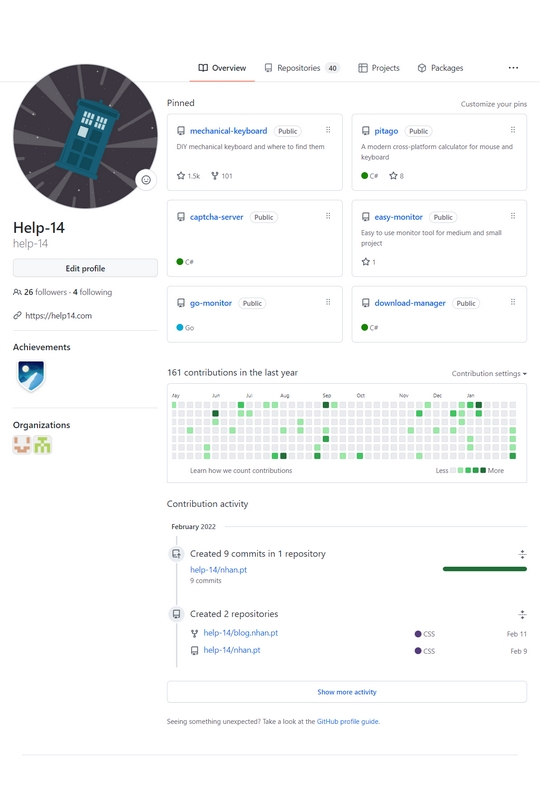 Overview
Repositories 40
Projects
Packages
Help-14
help-14
Edit profile
26 followers · 4 following
https://help14.com
Achievements
Organizations
Pinned
Customize your pins
mechanical-keyboard Public
DIY mechanical keyboard and where to find them
1.5k 101
pitago Public
A modern cross-platform calculator for mouse and
keyboard
C# 8
captcha-server Public
C#
easy-monitor Public
Easy to use monitor tool for medium and small
project
1
go-monitor Public
Go
download-manager Public
C#
161 contributions in the last year
Contribution settings
Jun Jul Aug Sep Oct Nov Dec Jan
Learn how we count contributions
Less More
Contribution activity
February 2022
Created 9 commits in 1 repository
help-14/nhan.pt
9 commits
Created 2 repositories
help-14/blog.nhan.pt CSS Feb 11
help-14/nhan.pt CSS Feb 9
Show more activity
Seeing something unexpected? Take a look at the GitHub profile guide.